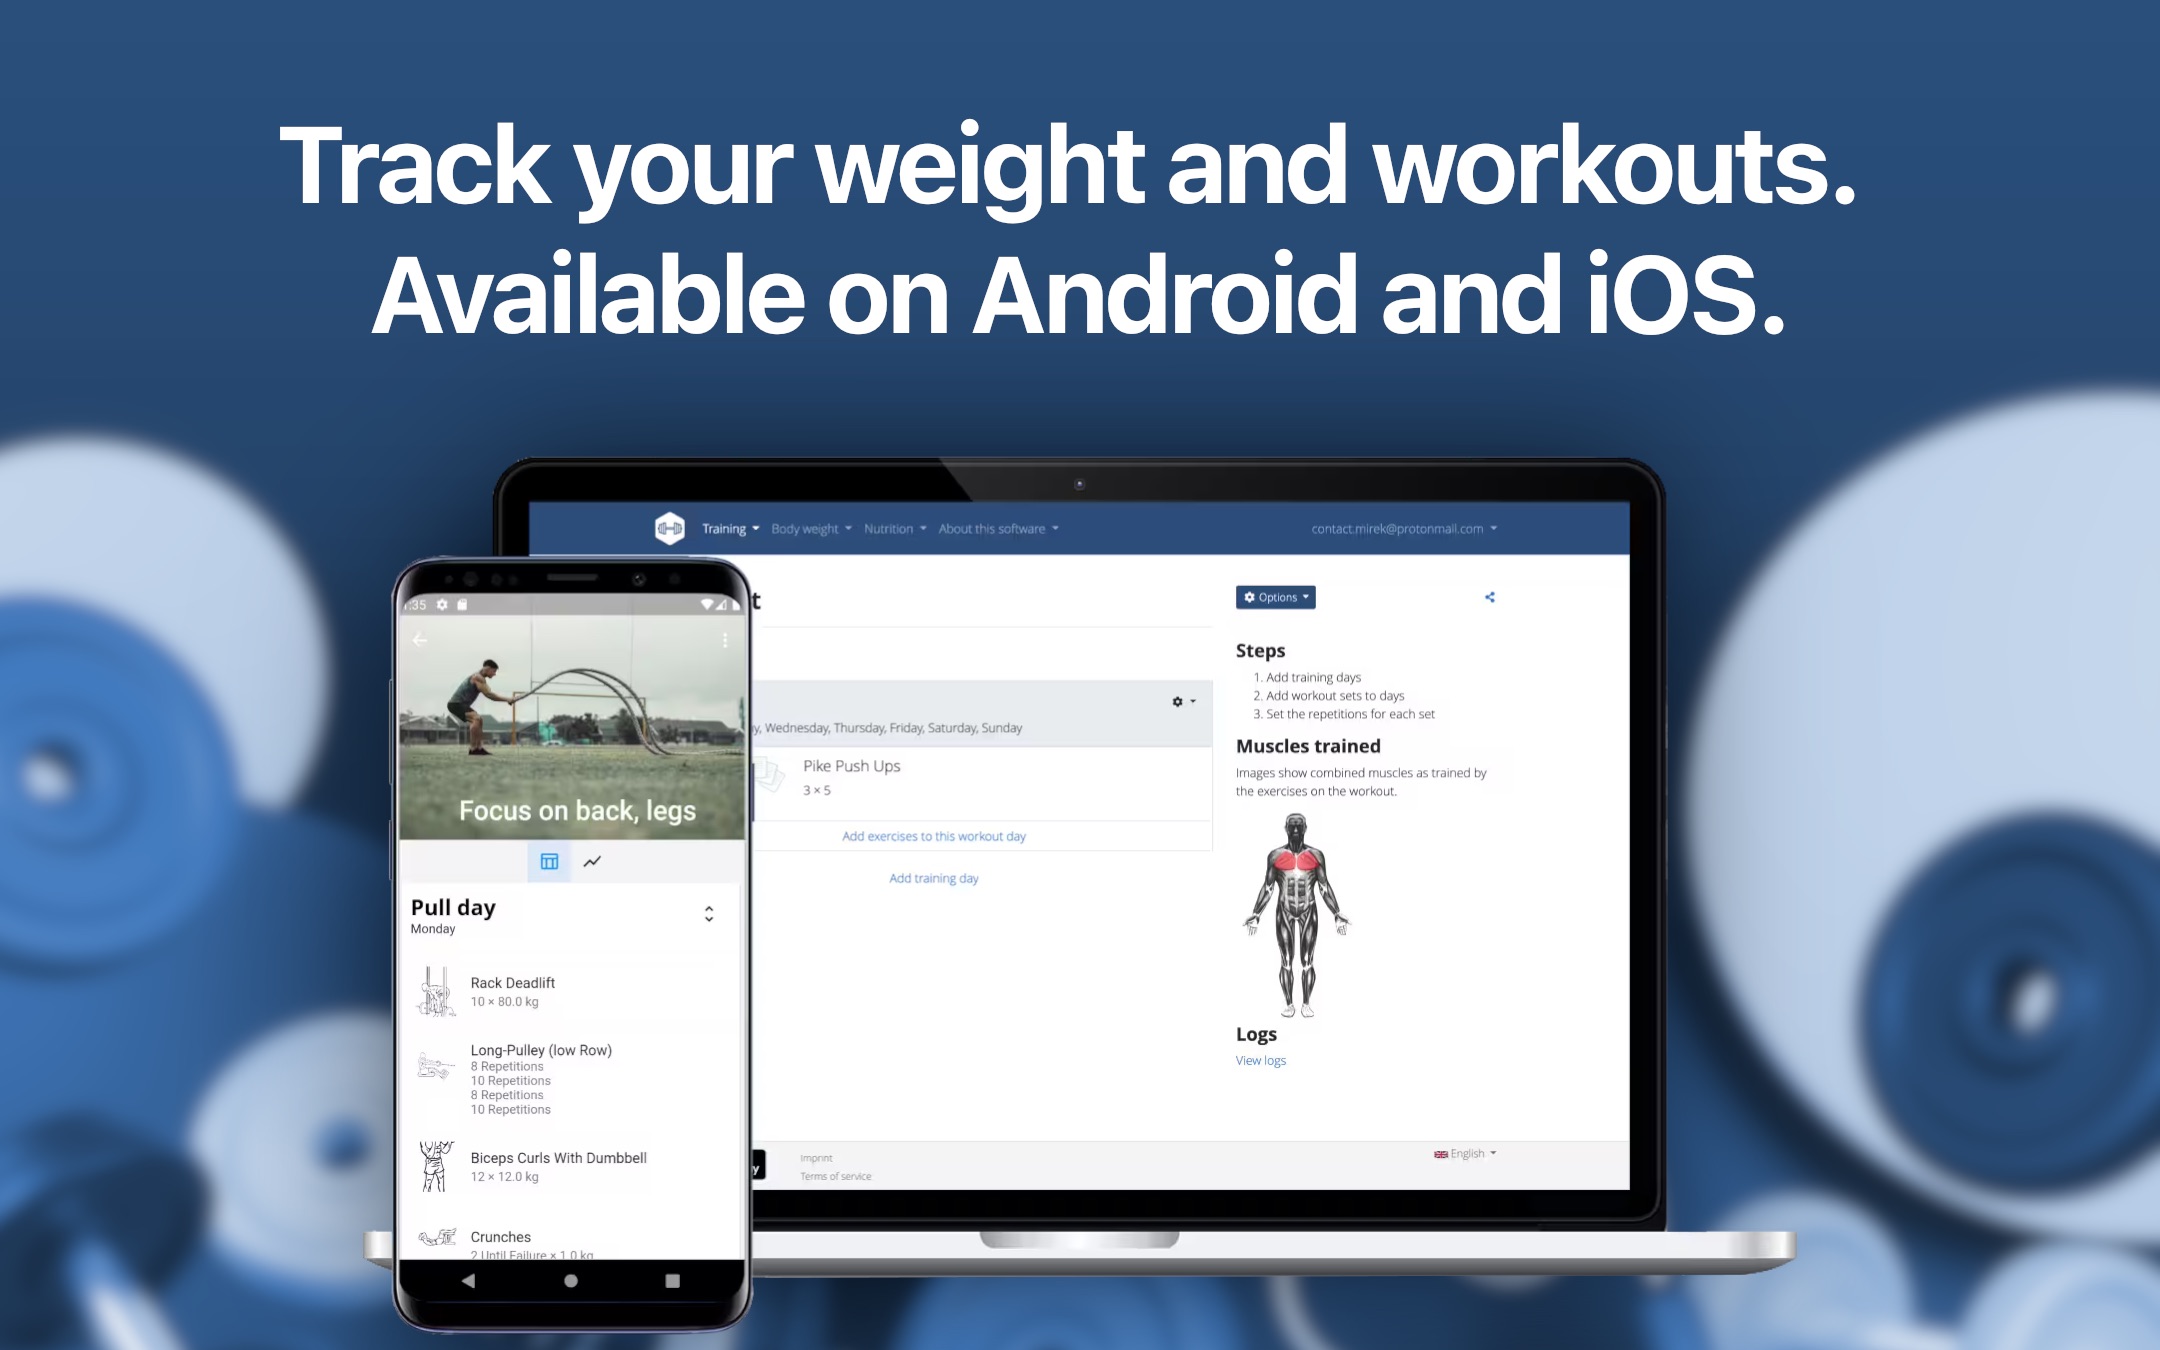 Track your weight and workouts.
Available on Android and iOS.
Training
Body weight
Nutrition
About this software
contact.mirek@protonmail.com
Options
Steps
1. Add training days
2. Add workout sets to days
3. Set the repetitions for each set
Wednesday, Thursday, Friday, Saturday, Sunday
Pike Push Ups
3 × 5
Add exercises to this workout day
Add training day
Muscles trained
Images show combined muscles as trained by
the exercises on the workout.
Logs
View logs
Imprint
Terms of service
English
:35
Focus on back, legs
Pull day
Monday
Rack Deadlift
10 × 80.0 kg
Long-Pulley (low Row)
8 Repetitions
10 Repetitions
8 Repetitions
10 Repetitions
Biceps Curls With Dumbbell
12 × 12.0 kg
Crunches
2 Until Failure × 1.0 kg